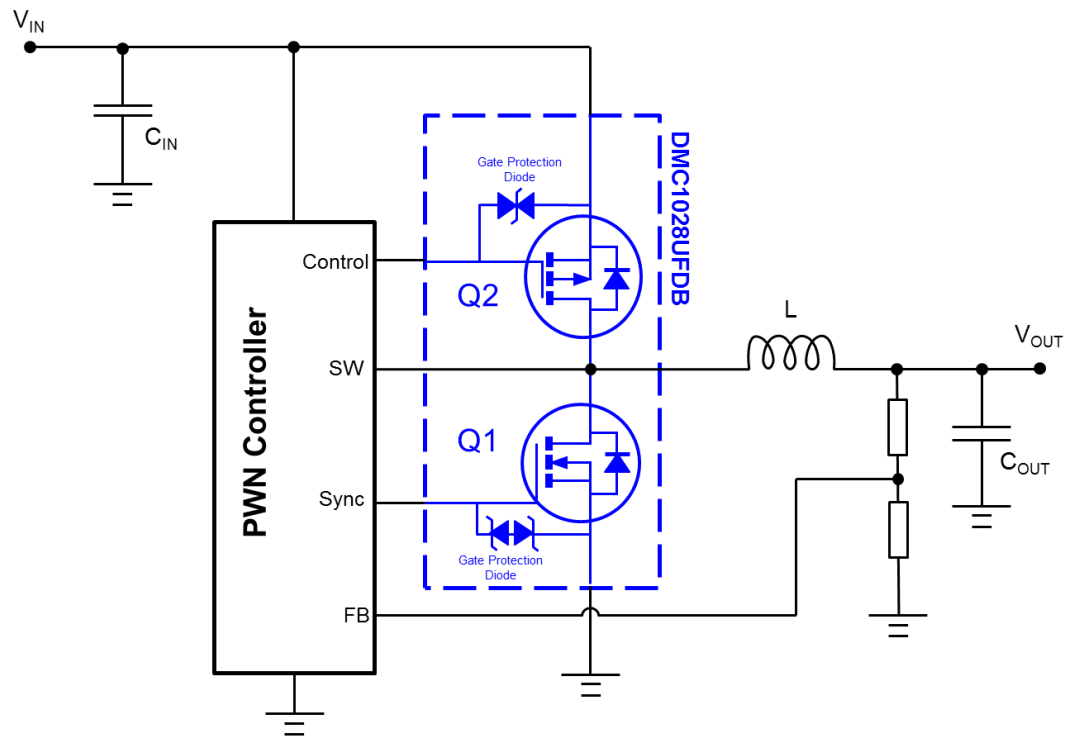 VIN
CIN
Gate Protection
Diode
DMC1028UFDB
Control
Q2
PWN Controller
SW
L
VOUT
Q1
COUT
Sync
Gate Protection
Diode
FB